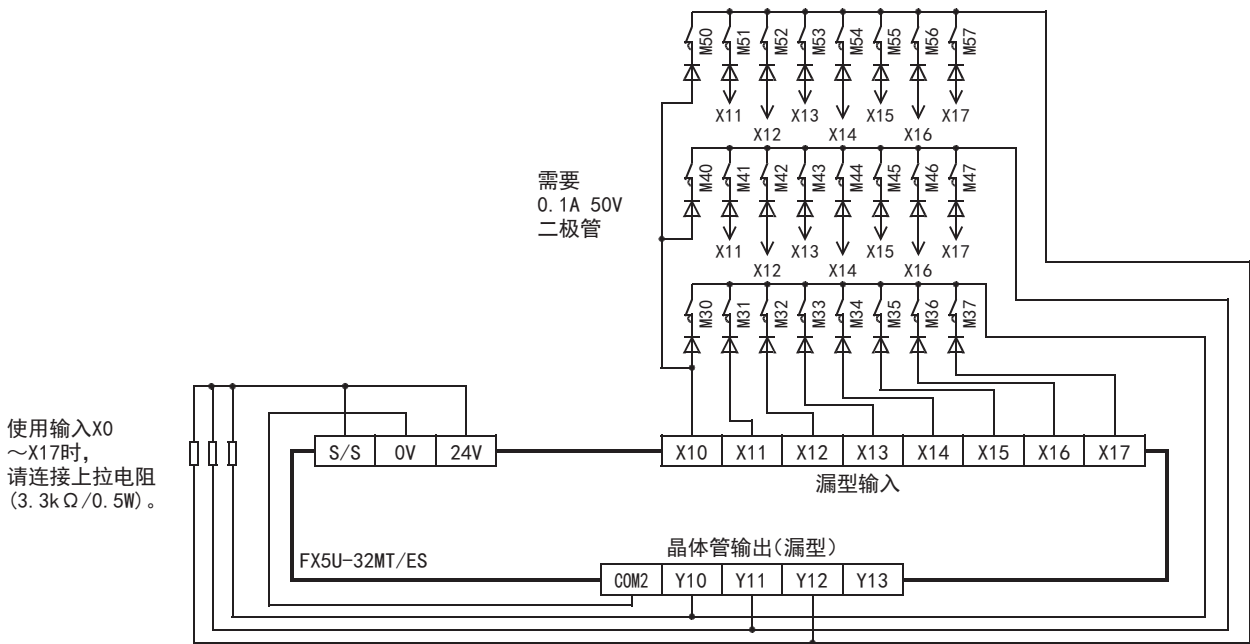 M50 M51 M52 M53 M54 M55 M56 M57
X11 X13 X15 X17
X12 X14 X16
需要
0.1A 50V
二极管
M40 M41 M42 M43 M44 M45 M46 M47
X11 X13 X15 X17
X12 X14 X16
M30 M31 M32 M33 M34 M35 M36 M37
使用输入X0
～X17时，
请连接上拉电阻
(3.3kΩ/0.5W)。
S/S 0V 24V
X10 X11 X12 X13 X14 X15 X16 X17
漏型输入
FX5U-32MT/ES
晶体管输出(漏型)
COM2 Y10 Y11 Y12 Y13